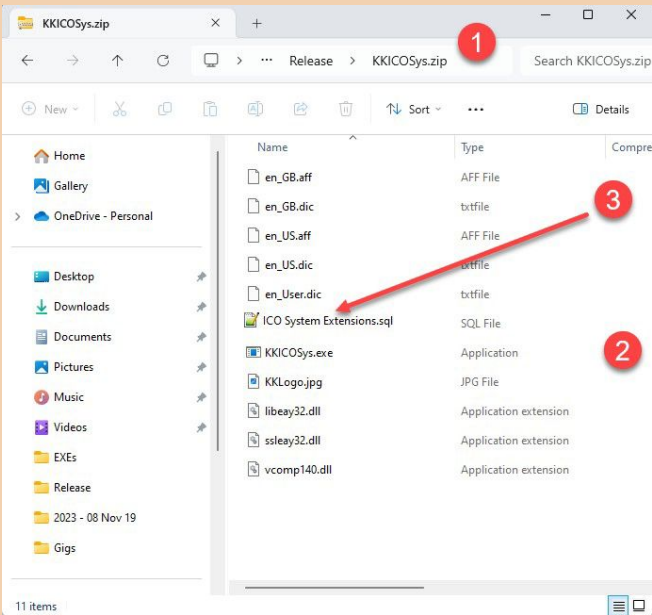 KKICOSys.zip
1
Release > KKICOSys.zip
Search KKICOSys.zip
New
Sort
Details
Name Type Compre
Home
Gallery
OneDrive - Personal
Desktop
Downloads
Documents
Pictures
Music
Videos
EXEs
Release
2023 - 08 Nov 19
Gigs
en_GB.aff AFF File
en_GB.dic txtfile
3
en_US.aff AFF File
en_US.dic txtfile
en_User.dic txtfile
ICO System Extensions.sql SQL File
KKICOSys.exe Application
2
KKLogo.jpg JPG File
libeay32.dll Application extension
ssleay32.dll Application extension
vcomp140.dll Application extension
11 items